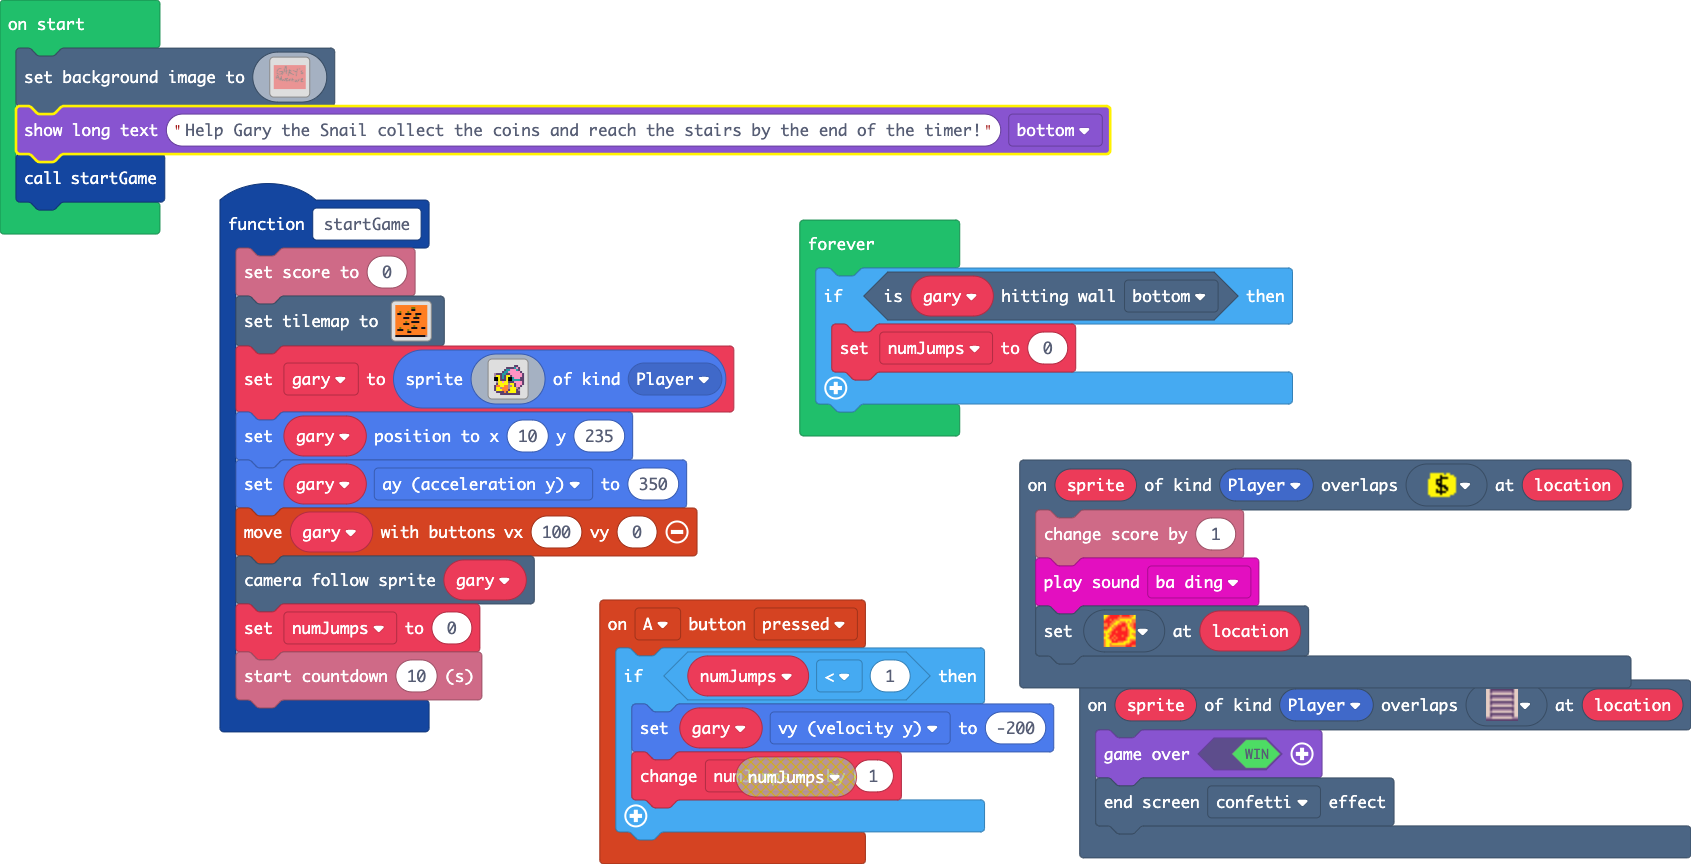 on start
set background image to
show long text "Help Gary the Snail collect the coins and reach the stairs by the end of the timer!" bottom
call startGame
function startGame
set score to 0
set tilemap to
set gary to sprite of kind Player
set gary position to x 10 y 235
set gary ay (acceleration y) to 350
move gary with buttons vx 100 vy 0
camera follow sprite gary
set numJumps to 0
start countdown 10 (s)
forever
if is gary hitting wall bottom then
set numJumps to 0
on A button pressed
if numJumps < 1 then
set gary vy (velocity y) to -200
change numJumps 1
on sprite of kind Player overlaps $ at location
change score by 1
play sound ba ding
set at location
on sprite of kind Player overlaps at location
game over WIN
end screen confetti effect